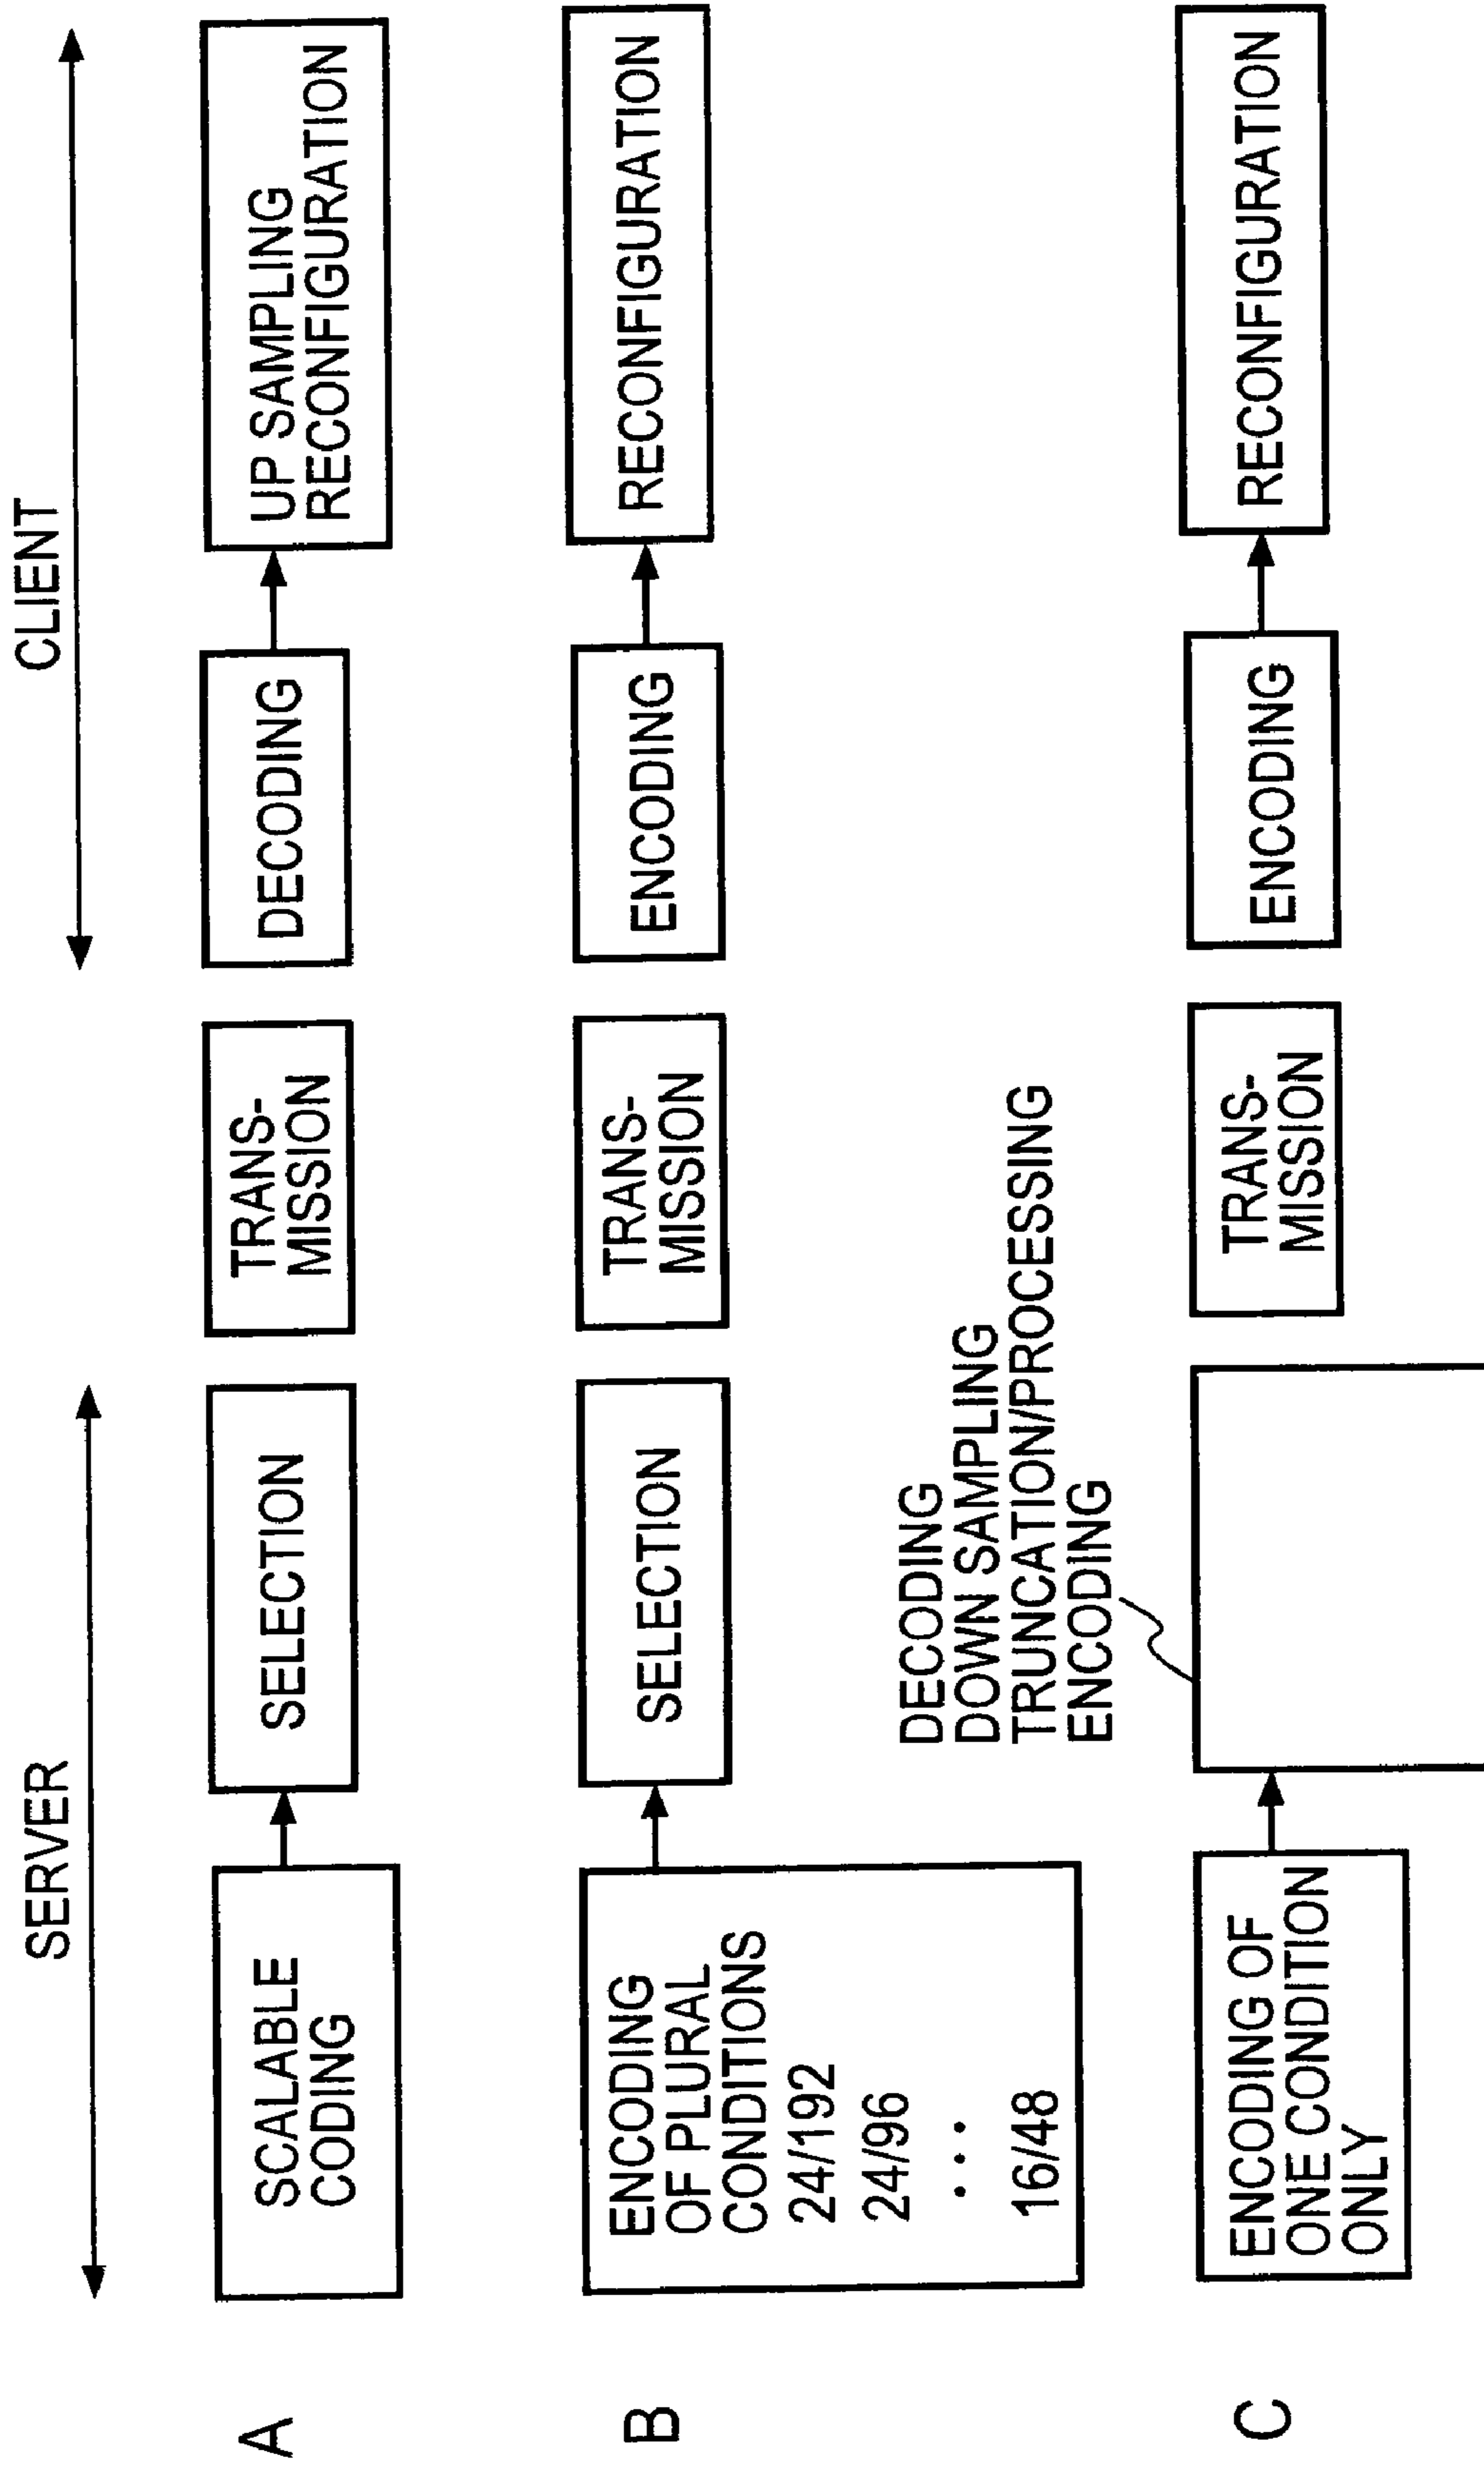 SERVER
CLIENT
A
SCALABLE
CODING
SELECTION
TRANS-
MISSION
DECODING
UP SAMPLING
RECONFIGURATION
B
ENCODING
OF PLURAL
CONDITIONS
24/192
24/96
...
16/48
SELECTION
TRANS-
MISSION
ENCODING
RECONFIGURATION
C
ENCODING OF
ONE CONDITION
ONLY
DECODING
DOWN SAMPLING
TRUNCATION/PROCESSING
ENCODING
TRANS-
MISSION
ENCODING
RECONFIGURATION